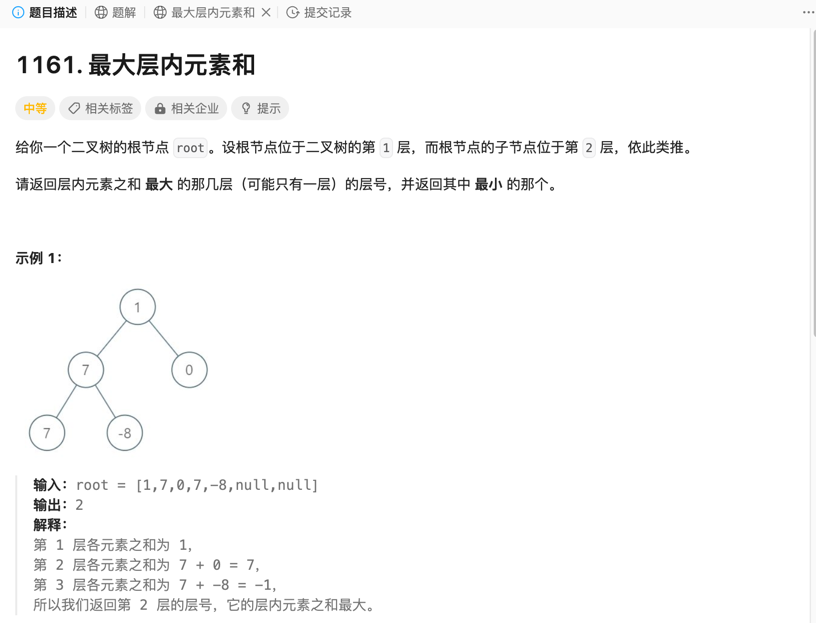 题目描述 题解 最大层内元素和 提交记录
1161. 最大层内元素和
中等 相关标签 相关企业 提示
给你一个二叉树的根节点 root。设根节点位于二叉树的第 1 层，而根节点的子节点位于第 2 层，依此类推。
请返回层内元素之和 最大 的那几层（可能只有一层）的层号，并返回其中 最小 的那个。
示例 1：
1
7 0
7 -8
输入：root = [1,7,0,7,-8,null,null]
输出：2
解释：
第 1 层各元素之和为 1，
第 2 层各元素之和为 7 + 0 = 7，
第 3 层各元素之和为 7 + -8 = -1，
所以我们返回第 2 层的层号，它的层内元素之和最大。